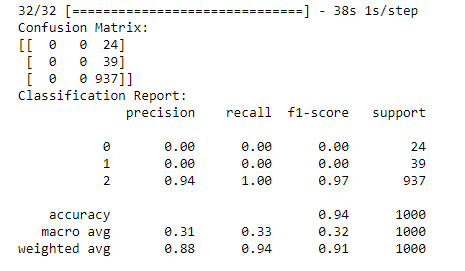 32/32 [==============================] - 38s 1s/step
Confusion Matrix:
[[  0   0  24]
 [  0   0  39]
 [  0   0 937]]
Classification Report:
              precision    recall  f1-score   support

           0       0.00      0.00      0.00        24
           1       0.00      0.00      0.00        39
           2       0.94      1.00      0.97       937

    accuracy                           0.94      1000
   macro avg       0.31      0.33      0.32      1000
weighted avg       0.88      0.94      0.91      1000